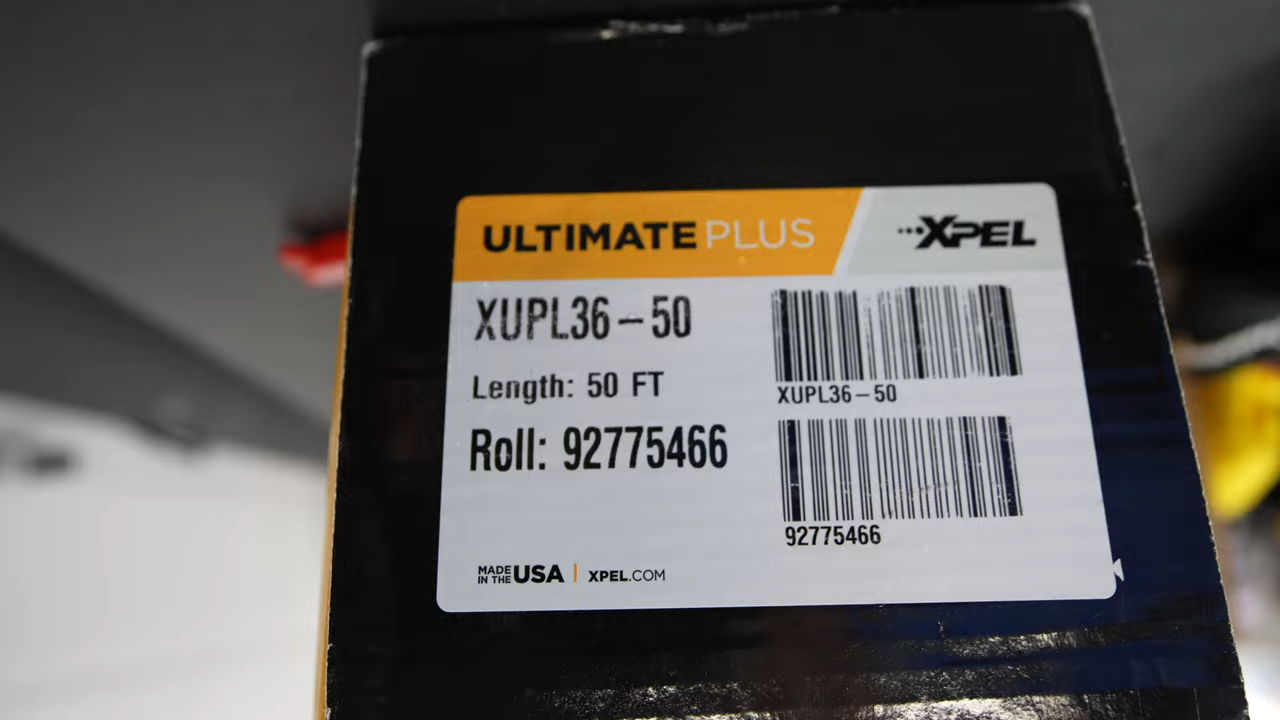 ULTIMATE PLUS
XPEL
XUPL36-50
Length: 50 FT
Roll: 92775466
XUPL36-50
92775466
MADE IN THE USA | XPEL.COM